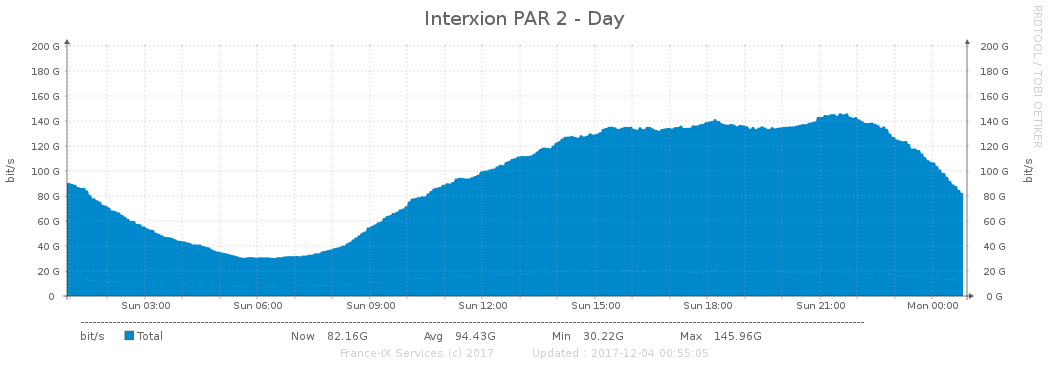 Interxion PAR 2 - Day
RRDTOOL / TOBI OETIKER
200 G 200 G
180 G 180 G
160 G 160 G
140 G 140 G
120 G 120 G
100 G 100 G
80 G 80 G
60 G 60 G
40 G 40 G
20 G 20 G
0 0 G
bit/s bit/s
Sun 03:00 Sun 06:00 Sun 09:00 Sun 12:00 Sun 15:00 Sun 18:00 Sun 21:00 Mon 00:00
bit/s Total Now 82.16G Avg 94.43G Min 30.22G Max 145.96G
France-IX Services (c) 2017 Updated : 2017-12-04 00:55:05